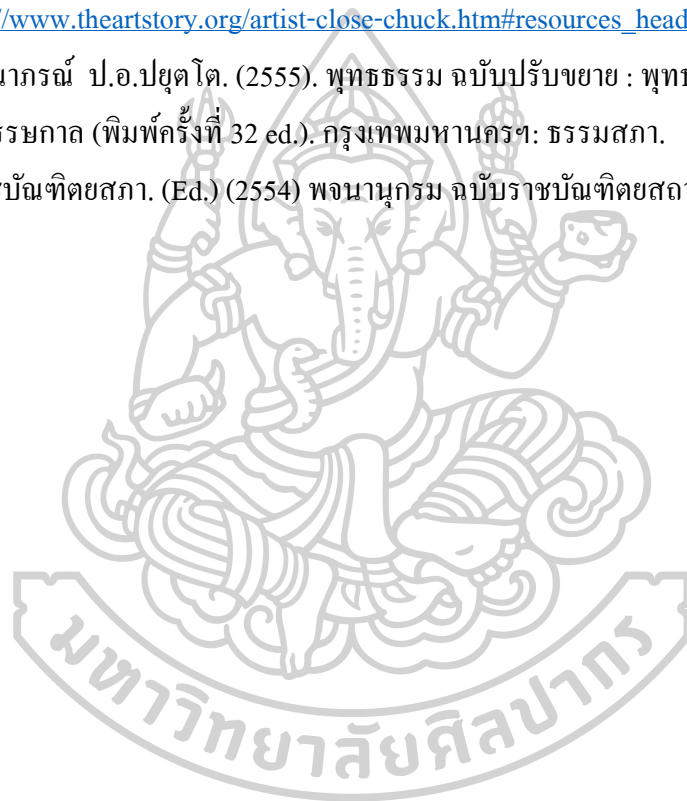 //www.theartstory.org/artist-close-chuck.htm#resources_head
นาภรณ์ ป.อ.ปยุตโต. (2555). พุทธธรรม ฉบับปรับขยาย : พุทธ
รรษกาล (พิมพ์ครั้งที่ 32 ed.). กรุงเทพมหานครฯ: ธรรมสภา.
บัณฑิตยสภา. (Ed.) (2554) พจนานุกรม ฉบับราชบัณฑิตยสถา
มหาวิทยาลัยศิลปากร